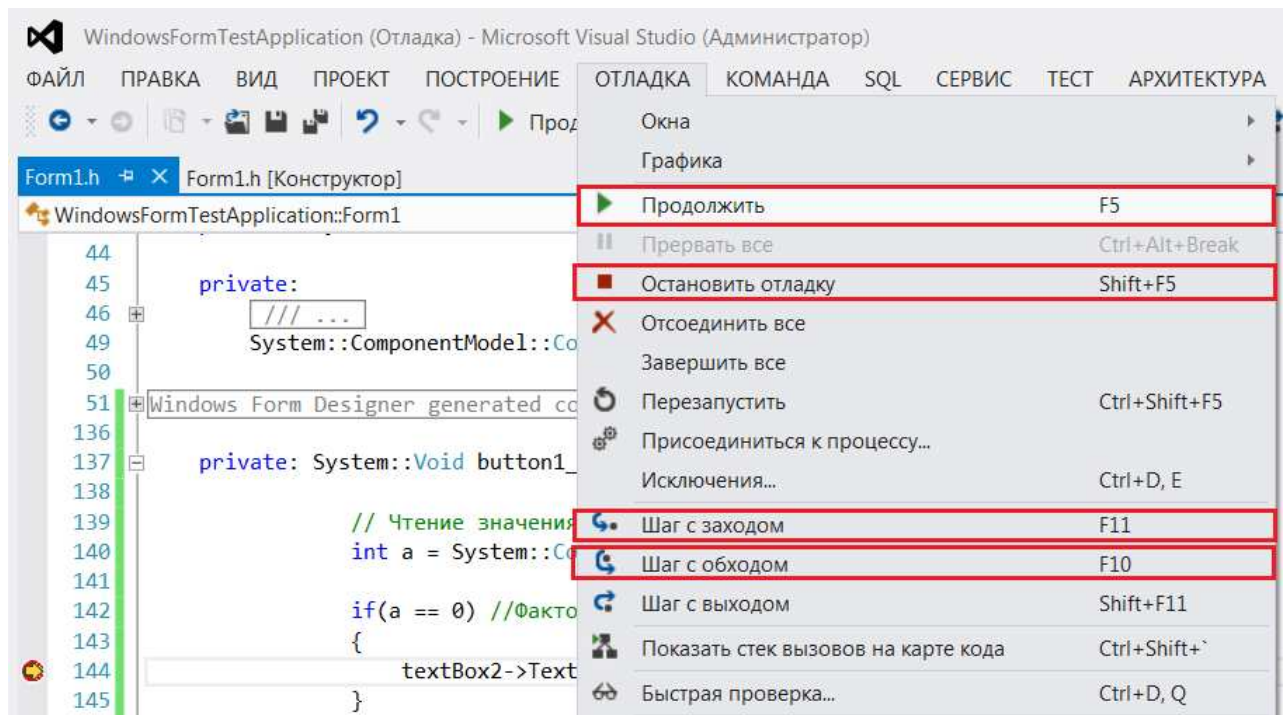 WindowsFormTestApplication (Отладка) - Microsoft Visual Studio (Администратор)
ФАЙЛ ПРАВКА ВИД ПРОЕКТ ПОСТРОЕНИЕ ОТЛАДКА КОМАНДА SQL СЕРВИС ТЕСТ АРХИТЕКТУРА
Прод
Form1.h Form1.h [Конструктор]
WindowsFormTestApplication::Form1
44
45 private:
46 /// ...
49 System::ComponentModel::Co
50
51 Windows Form Designer generated co
136
137 private: System::Void button1_
138
139 // Чтение значения
140 int a = System::Co
141
142 if(a == 0) //Факто
143 {
144 textBox2->Text
145 }
Окна
Графика
Продолжить F5
Прервать все Ctrl+Alt+Break
Остановить отладку Shift+F5
Отсоединить все
Завершить все
Перезапустить Ctrl+Shift+F5
Присоединиться к процессу...
Исключения... Ctrl+D, E
Шаг с заходом F11
Шаг с обходом F10
Шаг с выходом Shift+F11
Показать стек вызовов на карте кода Ctrl+Shift+`
Быстрая проверка... Ctrl+D, Q